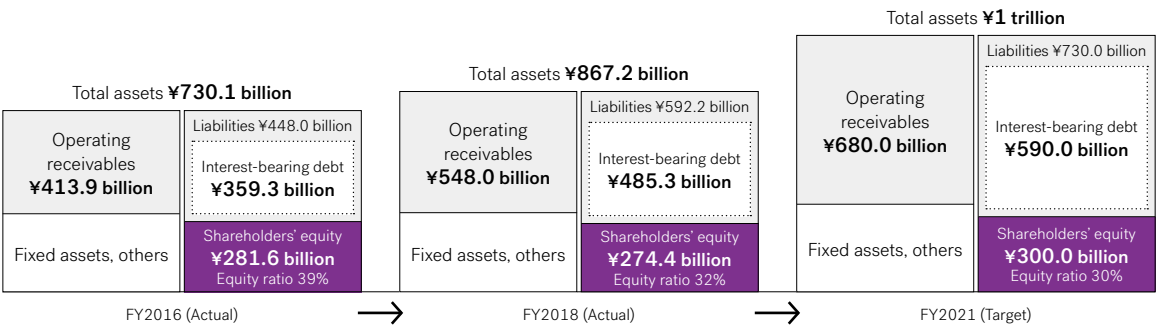 Total assets ¥730.1 billion
Operating
receivables
¥413.9 billion
Fixed assets, others
Liabilities ¥448.0 billion
Interest-bearing debt
¥359.3 billion
Shareholders' equity
¥281.6 billion
Equity ratio 39%
FY2016 (Actual)
Total assets ¥867.2 billion
Operating
receivables
¥548.0 billion
Fixed assets, others
Liabilities ¥592.2 billion
Interest-bearing debt
¥485.3 billion
Shareholders' equity
¥274.4 billion
Equity ratio 32%
FY2018 (Actual)
Total assets ¥1 trillion
Operating
receivables
¥680.0 billion
Fixed assets, others
Liabilities ¥730.0 billion
Interest-bearing debt
¥590.0 billion
Shareholders' equity
¥300.0 billion
Equity ratio 30%
FY2021 (Target)